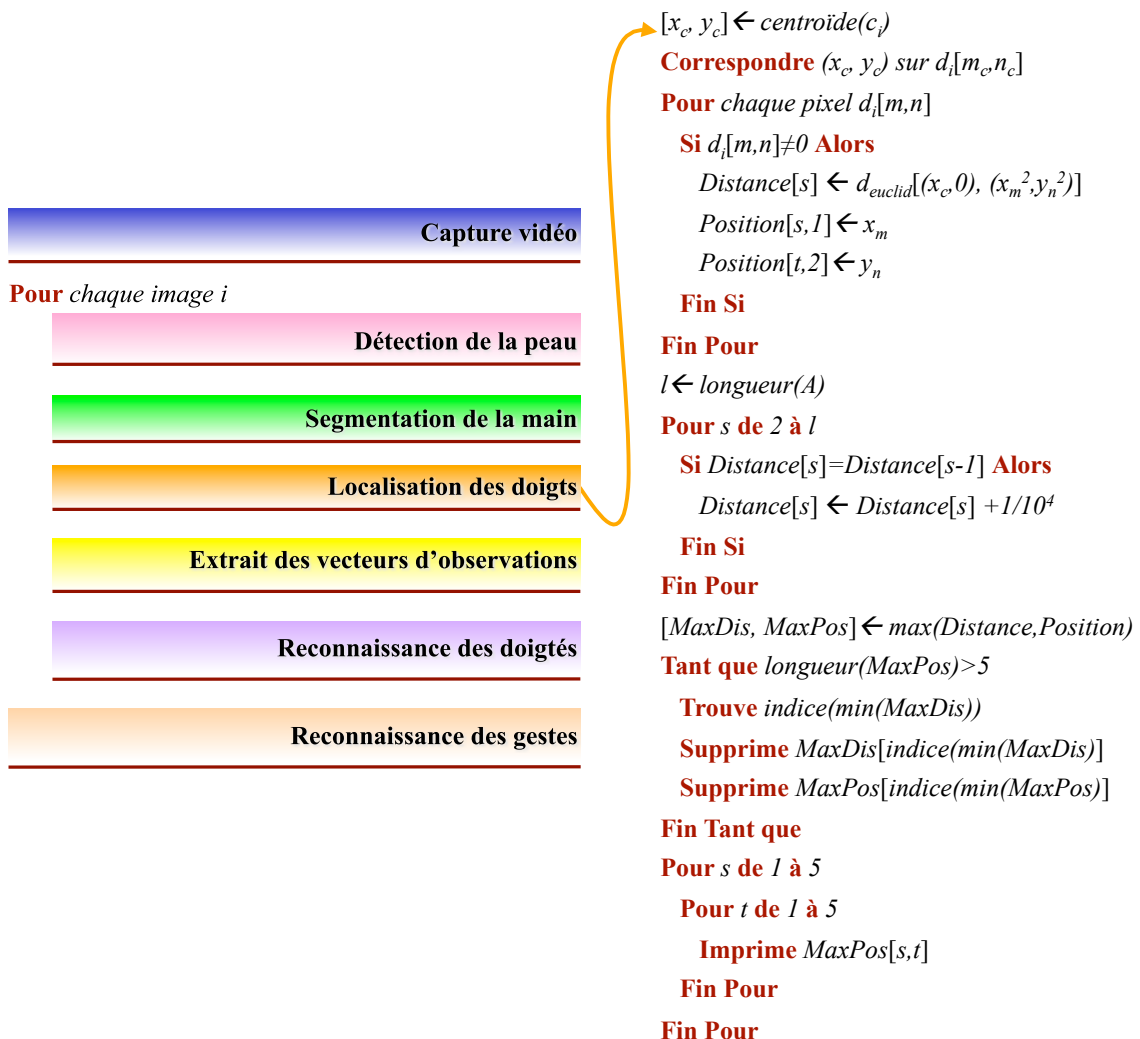 Capture vidéo
Pour chaque image i
Détection de la peau
Segmentation de la main
Localisation des doigts
Extrait des vecteurs d’observations
Reconnaissance des doigtés
Reconnaissance des gestes
[x_c, y_c] ← centroïde(c_i)
Correspondre (x_c, y_c) sur d_i[m_c,n_c]
Pour chaque pixel d_i[m,n]
Si d_i[m,n]≠0 Alors
Distance[s] ← d_euclid[(x_c,0), (x_m²,y_n²)]
Position[s,1] ← x_m
Position[t,2] ← y_n
Fin Si
Fin Pour
l ← longueur(A)
Pour s de 2 à l
Si Distance[s]=Distance[s-1] Alors
Distance[s] ← Distance[s] +1/10⁴
Fin Si
Fin Pour
[MaxDis, MaxPos] ← max(Distance,Position)
Tant que longueur(MaxPos)>5
Trouve indice(min(MaxDis))
Supprime MaxDis[indice(min(MaxDis)]
Supprime MaxPos[indice(min(MaxPos)]
Fin Tant que
Pour s de 1 à 5
Pour t de 1 à 5
Imprime MaxPos[s,t]
Fin Pour
Fin Pour